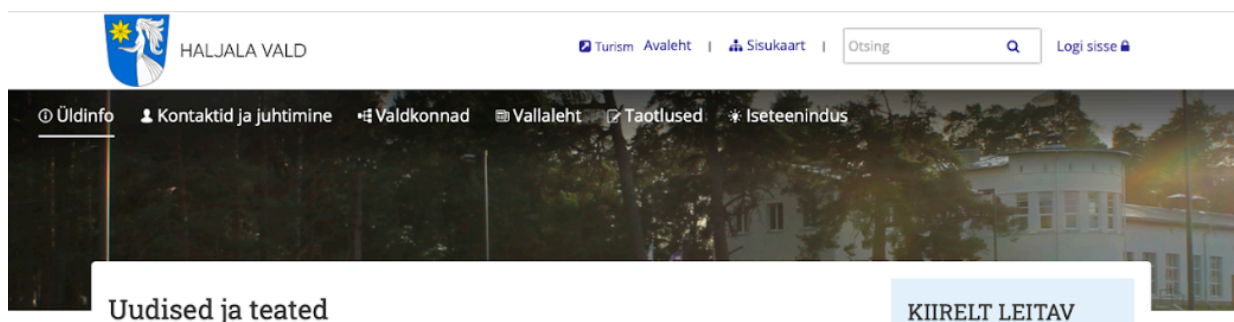 HALJALA VALD
Turism Avaleht | Sisukaart | Otsing Logi sisse
Üldinfo Kontaktid ja juhtimine Valdkonnad Vallaleht Taotlused Iseteenindus
Uudised ja teated
KIIRELT LEITAV